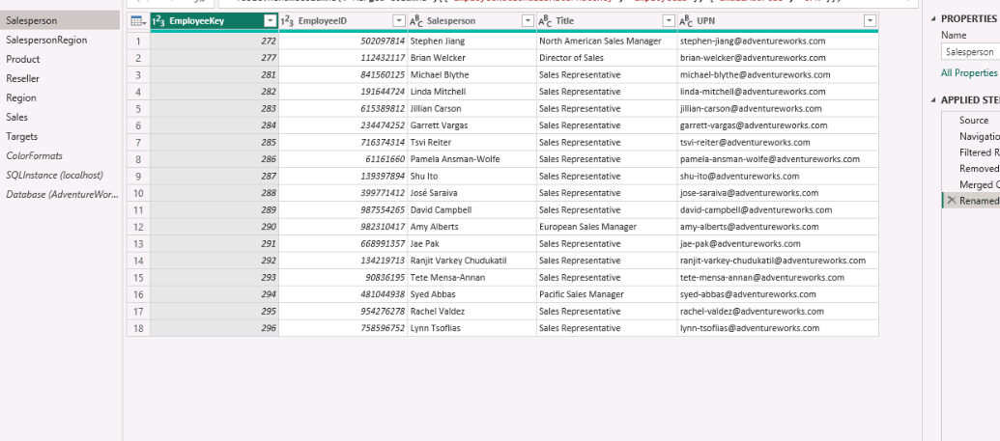 Salesperson
SalespersonRegion
Product
Reseller
Region
Sales
Targets
ColorFormats
SQLInstance (localhost)
Database (AdventureWor...
1²3 EmployeeKey 1²3 EmployeeID ABC Salesperson ABC Title ABC UPN
1 272 502097814 Stephen Jiang North American Sales Manager stephen-jiang@adventureworks.com
2 277 112432117 Brian Welcker Director of Sales brian-welcker@adventureworks.com
3 281 841560125 Michael Blythe Sales Representative michael-blythe@adventureworks.com
4 282 191644724 Linda Mitchell Sales Representative linda-mitchell@adventureworks.com
5 283 615389812 Jillian Carson Sales Representative jillian-carson@adventureworks.com
6 284 234474252 Garrett Vargas Sales Representative garrett-vargas@adventureworks.com
7 285 716374314 Tsvi Reiter Sales Representative tsvi-reiter@adventureworks.com
8 286 61161660 Pamela Ansman-Wolfe Sales Representative pamela-ansman-wolfe@adventureworks.com
9 287 139397894 Shu Ito Sales Representative shu-ito@adventureworks.com
10 288 399771412 José Saraiva Sales Representative jose-saraiva@adventureworks.com
11 289 987554265 David Campbell Sales Representative david-campbell@adventureworks.com
12 290 982310417 Amy Alberts European Sales Manager amy-alberts@adventureworks.com
13 291 668991357 Jae Pak Sales Representative jae-pak@adventureworks.com
14 292 134219713 Ranjit Varkey Chudukatil Sales Representative ranjit-varkey-chudukatil@adventureworks.com
15 293 90836195 Tete Mensa-Annan Sales Representative tete-mensa-annan@adventureworks.com
16 294 481044938 Syed Abbas Pacific Sales Manager syed-abbas@adventureworks.com
17 295 954276278 Rachel Valdez Sales Representative rachel-valdez@adventureworks.com
18 296 758596752 Lynn Tsoflias Sales Representative lynn-tsoflias@adventureworks.com
PROPERTIES
Name
Salesperson
All Properties
APPLIED STE
Source
Navigatio
Filtered R
Removed
Merged C
Renamed